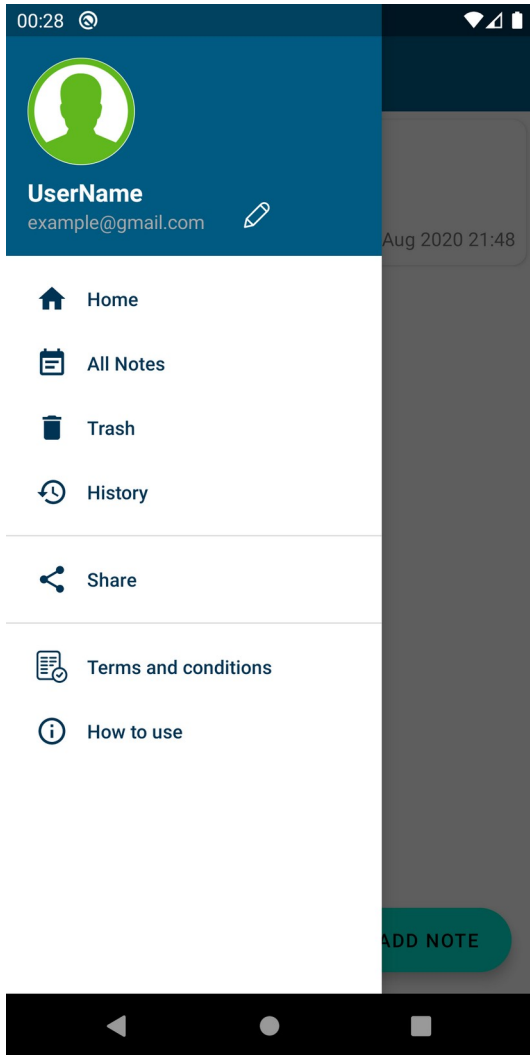 00:28
UserName
example@gmail.com
Aug 2020 21:48
Home
All Notes
Trash
History
Share
Terms and conditions
How to use
ADD NOTE